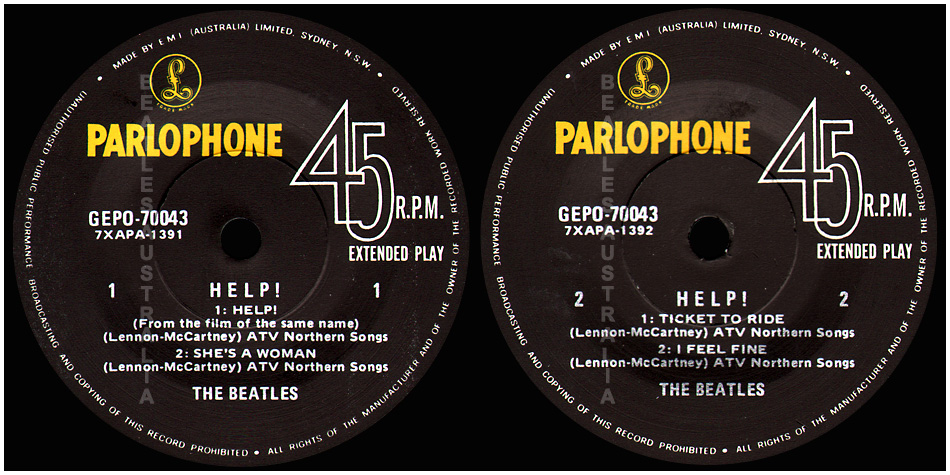 • MADE BY E M I (AUSTRALIA) LIMITED, SYDNEY, N.S.W. •
UNAUTHORISED PUBLIC PERFORMANCE BROADCASTING AND COPYING OF THIS RECORD PROHIBITED • ALL RIGHTS OF THE MANUFACTURER AND OF THE OWNER OF THE RECORDED WORK RESERVED
£
TRADE MARK
PARLOPHONE
45
R.P.M.
GEPO-70043
7XAPA-1391
EXTENDED PLAY
1 HELP! 1
1: HELP!
(From the film of the same name)
(Lennon-McCartney) ATV Northern Songs
2: SHE'S A WOMAN
(Lennon-McCartney) ATV Northern Songs
THE BEATLES
BEATLES AUSTRALIA
• MADE BY E M I (AUSTRALIA) LIMITED, SYDNEY, N.S.W. •
UNAUTHORISED PUBLIC PERFORMANCE BROADCASTING AND COPYING OF THIS RECORD PROHIBITED • ALL RIGHTS OF THE MANUFACTURER AND OF THE OWNER OF THE RECORDED WORK RESERVED
£
TRADE MARK
PARLOPHONE
45
R.P.M.
GEPO-70043
7XAPA-1392
EXTENDED PLAY
2 HELP! 2
1: TICKET TO RIDE
(Lennon-McCartney) ATV Northern Songs
2: I FEEL FINE
(Lennon-McCartney) ATV Northern Songs
THE BEATLES
BEATLES AUSTRALIA